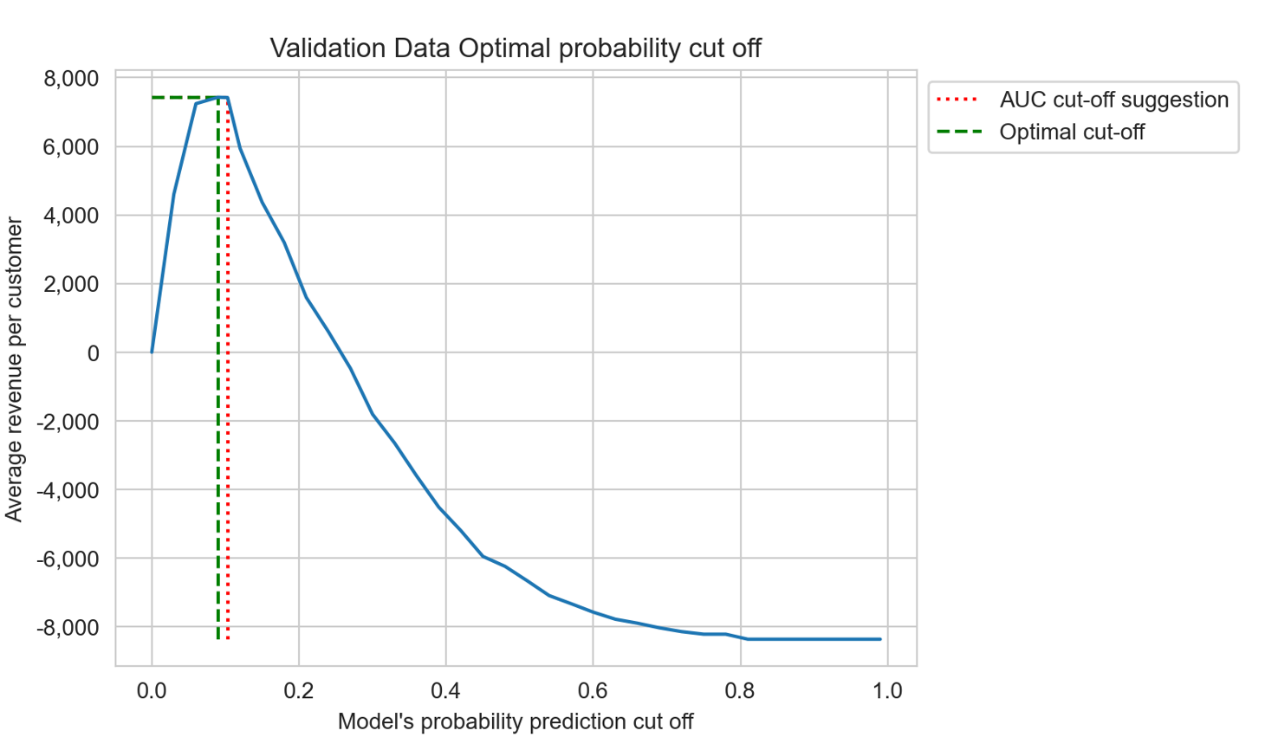 Validation Data Optimal probability cut off
8,000
6,000
4,000
2,000
0
-2,000
-4,000
-6,000
-8,000
Average revenue per customer
0.0 0.2 0.4 0.6 0.8 1.0
Model's probability prediction cut off
AUC cut-off suggestion
Optimal cut-off